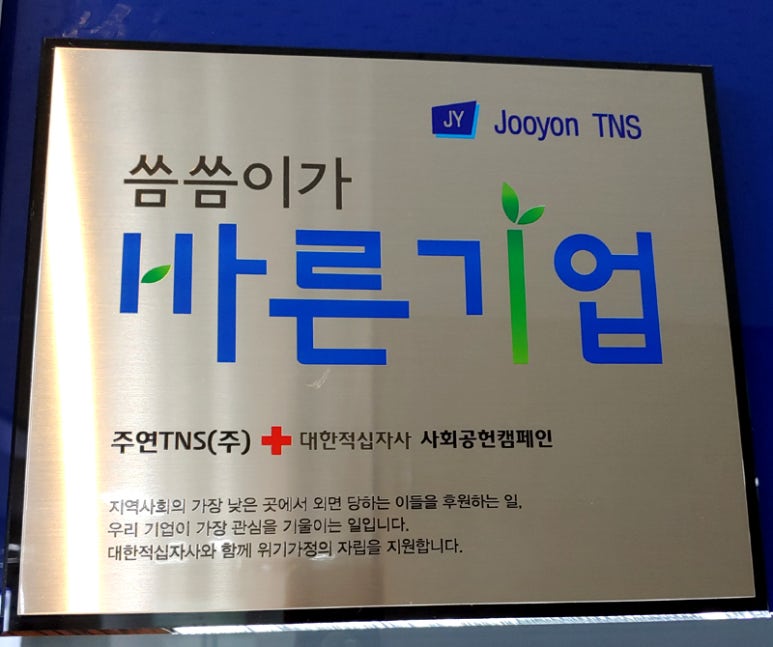 JY Jooyon TNS
씀씀이가
바른기업
주연TNS(주) 대한적십자사 사회공헌캠페인
지역사회의 가장 낮은 곳에서 외면 당하는 이들을 후원하는 일,
우리 기업이 가장 관심을 기울이는 일입니다.
대한적십자사와 함께 위기가정의 자립을 지원합니다.